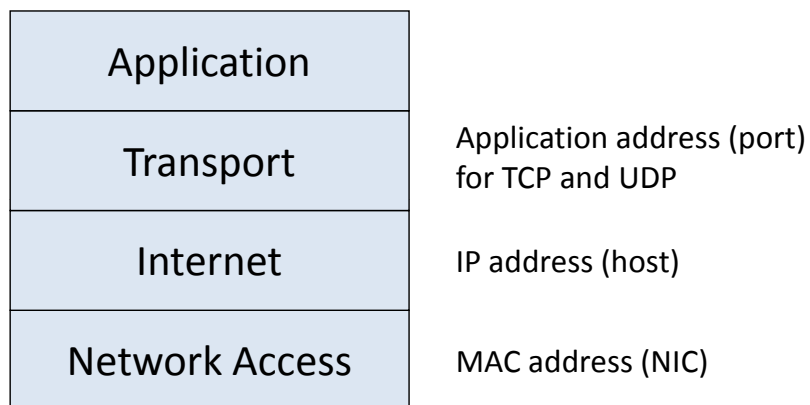 Application
Transport
Application address (port)
for TCP and UDP
Internet
IP address (host)
Network Access
MAC address (NIC)